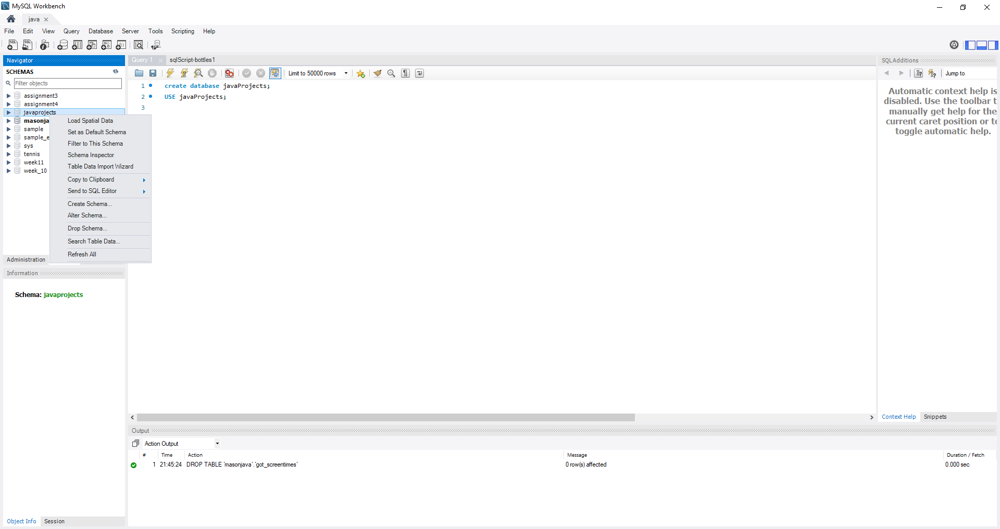 MySQL Workbench
java
File Edit View Query Database Server Tools Scripting Help
Navigator
SCHEMAS
Filter objects
assignment3
assignment4
javaprojects
masonja
sample
sample_e
sys
tennis
week11
week_10
Load Spatial Data
Set as Default Schema
Filter to This Schema
Schema Inspector
Table Data Import Wizard
Copy to Clipboard
Send to SQL Editor
Create Schema...
Alter Schema...
Drop Schema...
Search Table Data...
Refresh All
Administration
Information
Schema: javaprojects
Object Info Session
Query 1 sqlScript-bottles1
Limit to 50000 rows
1 create database javaProjects;
2 USE javaProjects;
3
SQLAdditions
Jump to
Automatic context help is
disabled. Use the toolbar t
manually get help for the
current caret position or to
toggle automatic help.
Context Help Snippets
Output
Action Output
# Time Action Message Duration / Fetch
1 21:45:24 DROP TABLE `masonjava`.`got_screentimes` 0 row(s) affected 0.000 sec